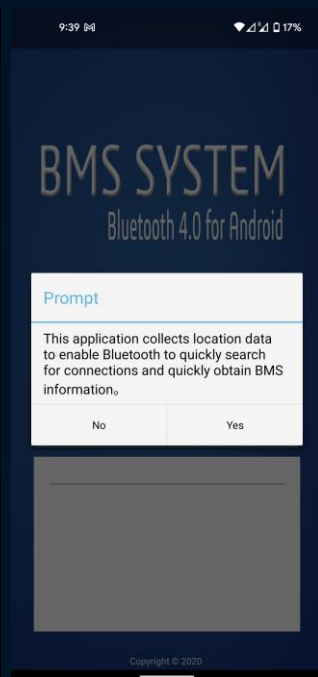 9:39
17%
BMS SYSTEM
Bluetooth 4.0 for Android
Prompt
This application collects location data
to enable Bluetooth to quickly search
for connections and quickly obtain BMS
information。
No
Yes
Copyright © 2020